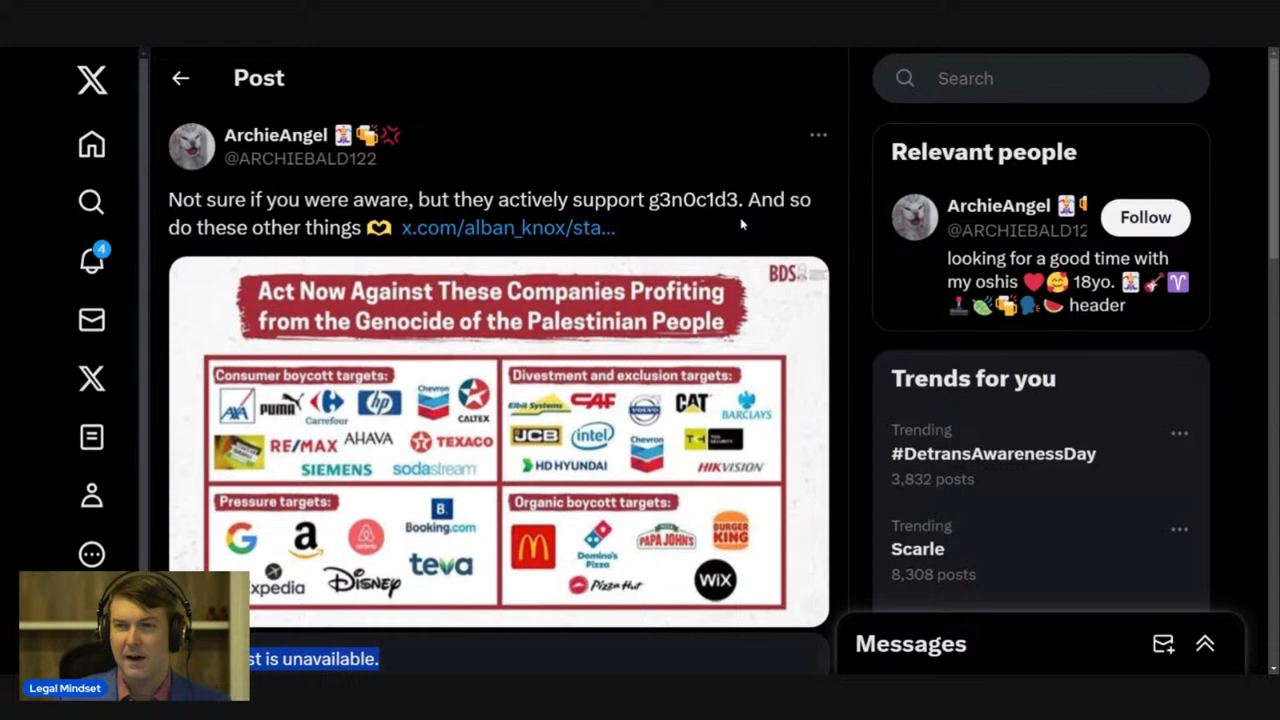 Post
Search
ArchieAngel
@ARCHIEBALD122
Not sure if you were aware, but they actively support g3n0c1d3. And so
do these other things x.com/alban_knox/sta...
BDS
Act Now Against These Companies Profiting
from the Genocide of the Palestinian People
Consumer boycott targets:
AXA PUMA Carrefour hp Chevron CALTEX
RE/MAX AHAVA TEXACO
SIEMENS sodastream
Divestment and exclusion targets:
Elbit Systems CAF VOLVO CAT BARCLAYS
JCB intel Chevron
HD HYUNDAI HIKVISION
Pressure targets:
G a airbnb B.
Booking.com
xpedia Disney teva
Organic boycott targets:
M Domino's
Pizza PAPA JOHN'S BURGER
KING
Pizza Hut WiX
st is unavailable.
Relevant people
ArchieAngel
@ARCHIEBALD12
Follow
looking for a good time with
my oshis 18yo.
header
Trends for you
Trending
#DetransAwarenessDay
3,832 posts
Trending
Scarle
8,308 posts
Messages
4
Legal Mindset